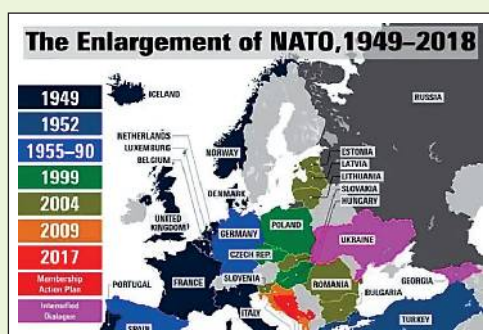 The Enlargement of NATO, 1949–2018
1949
1952
1955–90
1999
2004
2009
2017
Membership
Action Plan
Intensified
Dialogue
ICELAND
RUSSIA
NETHERLANDS
LUXEMBURG
BELGIUM
NORWAY
ESTONIA
LATVIA
LITHUANIA
SLOVAKIA
HUNGARY
DENMARK
UNITED
KINGDOM
GERMANY
POLAND
UKRAINE
CZECH REP.
FRANCE
SLOVENIA
ROMANIA
GEORGIA
BULGARIA
PORTUGAL
SPAIN
ITALY
TURKEY